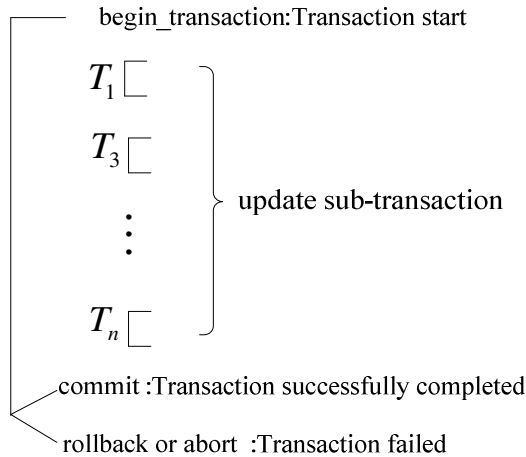 begin_transaction:Transaction start
T1
T3
update sub-transaction
⋮
Tn
commit :Transaction successfully completed
rollback or abort :Transaction failed